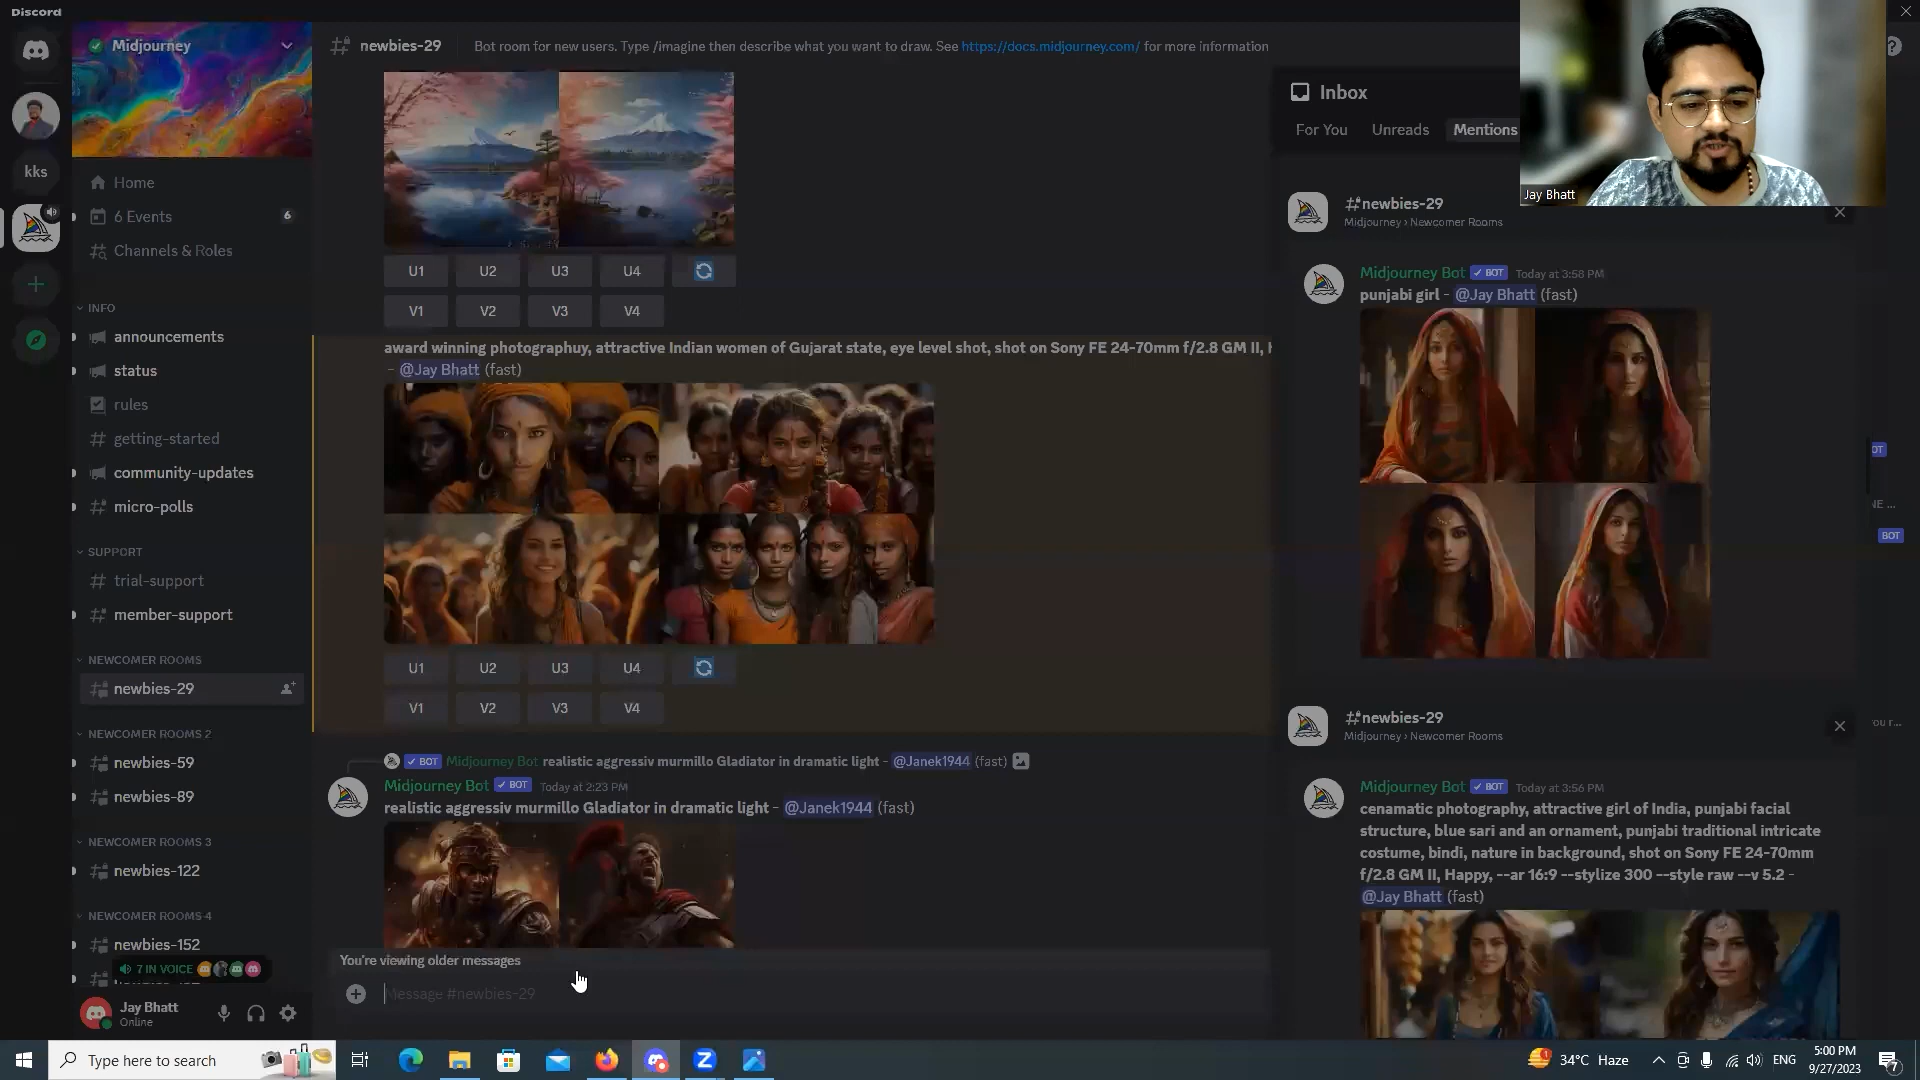 Discord
Midjourney
newbies-29
Bot room for new users. Type /imagine then describe what you want to draw. See https://docs.midjourney.com/ for more information
kks
Home
6 Events
6
Channels & Roles
INFO
announcements
status
rules
getting-started
community-updates
micro-polls
SUPPORT
trial-support
member-support
NEWCOMER ROOMS
newbies-29
NEWCOMER ROOMS 2
newbies-59
newbies-89
NEWCOMER ROOMS 3
newbies-122
NEWCOMER ROOMS 4
newbies-152
7 IN VOICE
Jay Bhatt
Online
U1 U2 U3 U4
V1 V2 V3 V4
award winning photographuy, attractive Indian women of Gujarat state, eye level shot, shot on Sony FE 24-70mm f/2.8 GM II,
- @Jay Bhatt (fast)
U1 U2 U3 U4
V1 V2 V3 V4
BOT Midjourney Bot realistic aggressiv murmillo Gladiator in dramatic light - @Janek1944 (fast)
Midjourney Bot BOT Today at 2:23 PM
realistic aggressiv murmillo Gladiator in dramatic light - @Janek1944 (fast)
You're viewing older messages
Message #newbies-29
Inbox
For You Unreads Mentions
Jay Bhatt
#newbies-29
Midjourney › Newcomer Rooms
Midjourney Bot BOT Today at 3:58 PM
punjabi girl - @Jay Bhatt (fast)
#newbies-29
Midjourney › Newcomer Rooms
Midjourney Bot BOT Today at 3:56 PM
cenamatic photography, attractive girl of India, punjabi facial
structure, blue sari and an ornament, punjabi traditional intricate
costume, bindi, nature in background, shot on Sony FE 24-70mm
f/2.8 GM II, Happy, --ar 16:9 --stylize 300 --style raw --v 5.2 -
@Jay Bhatt (fast)
BOT
Type here to search
34°C Haze
ENG
5:00 PM
9/27/2023
7